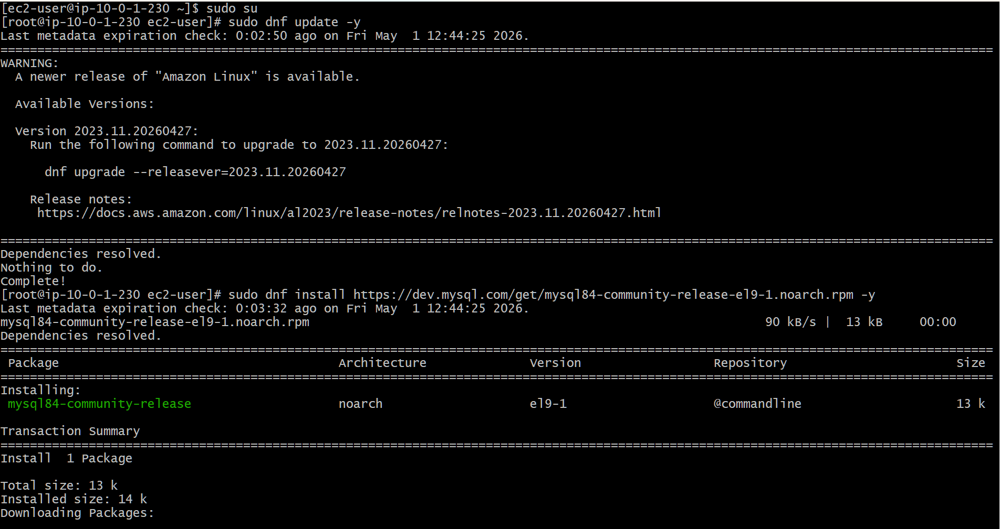 [ec2-user@ip-10-0-1-230 ~]$ sudo su
[root@ip-10-0-1-230 ec2-user]# sudo dnf update -y
Last metadata expiration check: 0:02:50 ago on Fri May  1 12:44:25 2026.
=======================================================================================================================================
WARNING:
  A newer release of "Amazon Linux" is available.

  Available Versions:

  Version 2023.11.20260427:
    Run the following command to upgrade to 2023.11.20260427:

      dnf upgrade --releasever=2023.11.20260427

    Release notes:
     https://docs.aws.amazon.com/linux/al2023/release-notes/relnotes-2023.11.20260427.html

=======================================================================================================================================
Dependencies resolved.
Nothing to do.
Complete!
[root@ip-10-0-1-230 ec2-user]# sudo dnf install https://dev.mysql.com/get/mysql84-community-release-el9-1.noarch.rpm -y
Last metadata expiration check: 0:03:32 ago on Fri May  1 12:44:25 2026.
mysql84-community-release-el9-1.noarch.rpm                                                              90 kB/s |  13 kB     00:00
Dependencies resolved.
=======================================================================================================================================
 Package                                      Architecture              Version                  Repository                       Size
=======================================================================================================================================
Installing:
 mysql84-community-release                    noarch                    el9-1                    @commandline                     13 k

Transaction Summary
=======================================================================================================================================
Install  1 Package

Total size: 13 k
Installed size: 14 k
Downloading Packages: